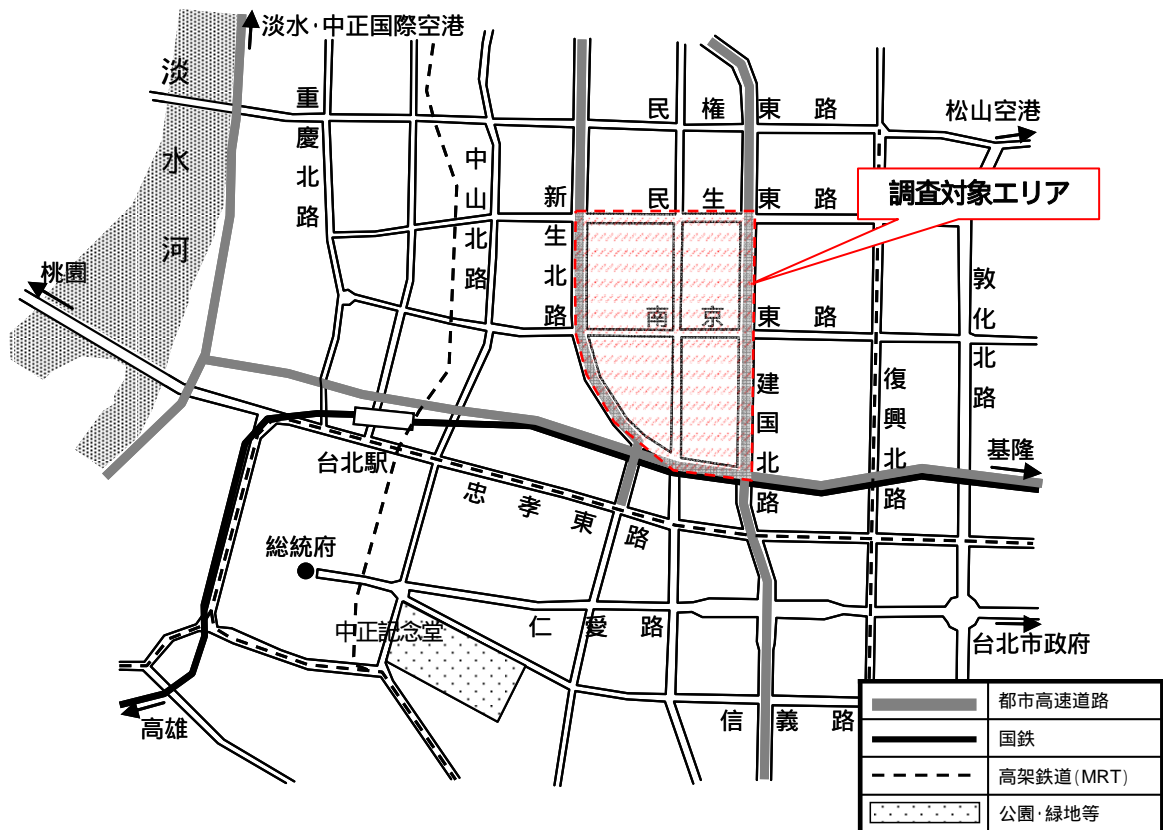 淡水・中正国際空港
淡水河
重慶北路
中山北路
新生北路
民権東路
松山空港
調査対象エリア
民生東路
桃園
南京東路
敦化北路
建国北路
復興北路
基隆
台北駅
忠孝東路
総統府
中正記念堂
仁愛路
台北市政府
高雄
信義路
都市高速道路
国鉄
高架鉄道(MRT)
公園・緑地等